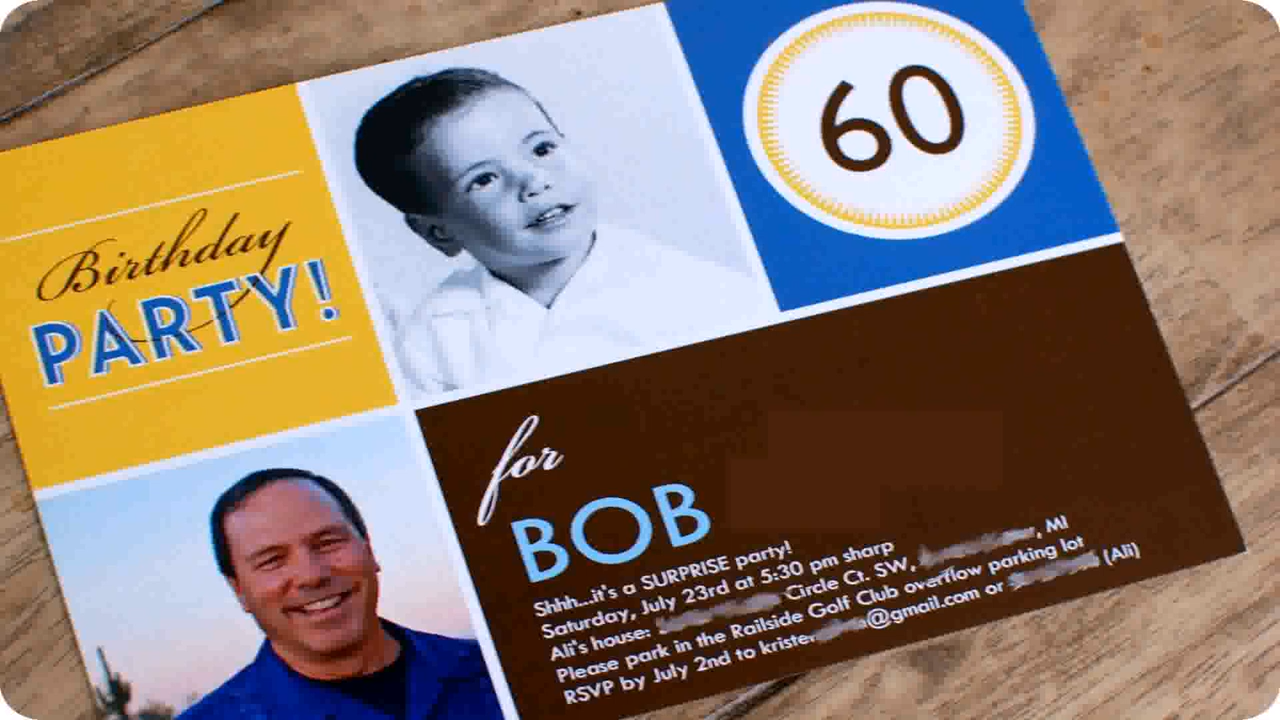 Birthday
PARTY!
60
for
BOB
Shhh...it's a SURPRISE party!
Saturday, July 23rd at 5:30 pm sharp
Ali's house: Circle Ct. SW, , MI
Please park in the Railside Golf Club overflow parking lot
RSVP by July 2nd to @gmail.com or (Ali)